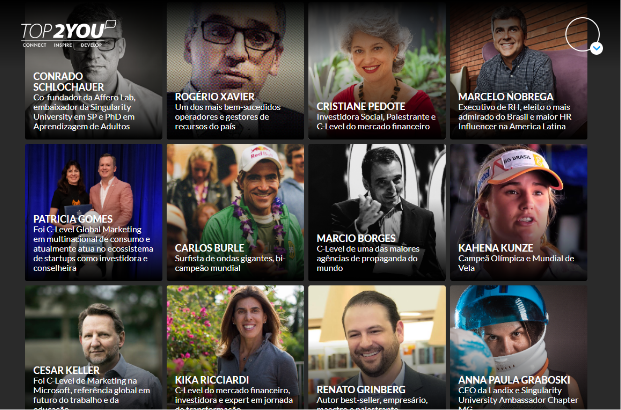 TOP2YOU
CONNECT INSPIRE DEVELOP
CONRADO
SCHLOCHAUER
Co-fundador da Affero Lab,
embaixador da Singularity
University em SP e PhD em
Aprendizagem de Adultos
ROGÉRIO XAVIER
Um dos mais bem-sucedidos
operadores e gestores de
recursos do país
CRISTIANE PEDOTE
Investidora Social, Palestrante e
C-Level do mercado financeiro
MARCELO NOBREGA
Executivo de RH, eleito o mais
admirado do Brasil e maior HR
Influencer na America Latina
PATRICIA GOMES
Foi C-Level Global Marketing
em multinacional de consumo e
atualmente atua no ecossistema
de startups como investidora e
conselheira
CARLOS BURLE
Surfista de ondas gigantes, bi-
campeão mundial
MARCIO BORGES
C-Level de uma das maiores
agências de propaganda do
mundo
KAHENA KUNZE
Campeã Olímpica e Mundial de
Vela
CESAR KELLER
Foi C-Level de Marketing na
Microsoft, referência global em
futuro do trabalho e da
educação
KIKA RICCIARDI
C-Level do mercado financeiro,
investidora e expert em jornada
de transformação
RENATO GRINBERG
Autor best-seller, empresário,
maestro e palestrante
ANNA PAULA GRABOSKI
CEO da Landix e Singularity
University Ambassador Chapter
MG